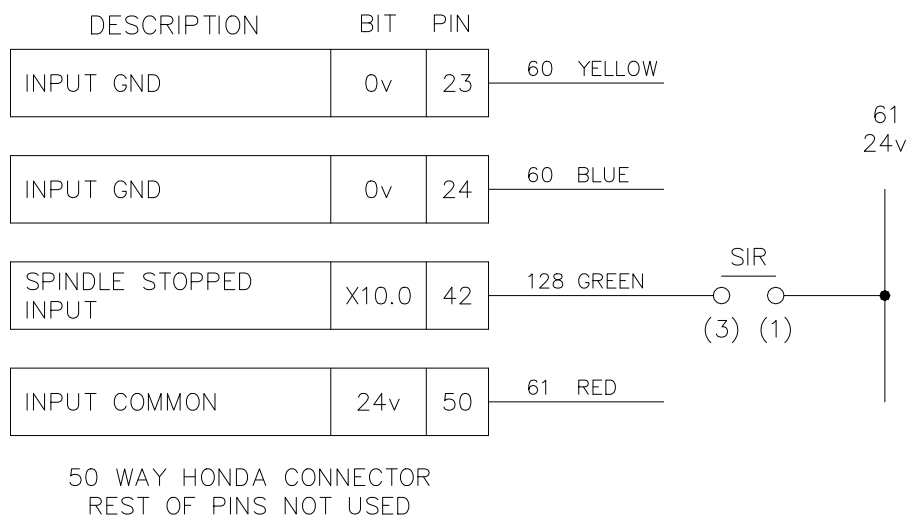 DESCRIPTION BIT PIN
INPUT GND 0v 23 60 YELLOW
61
24v
INPUT GND 0v 24 60 BLUE
SPINDLE STOPPED
INPUT X10.0 42 128 GREEN SIR
(3) (1)
INPUT COMMON 24v 50 61 RED
50 WAY HONDA CONNECTOR
REST OF PINS NOT USED